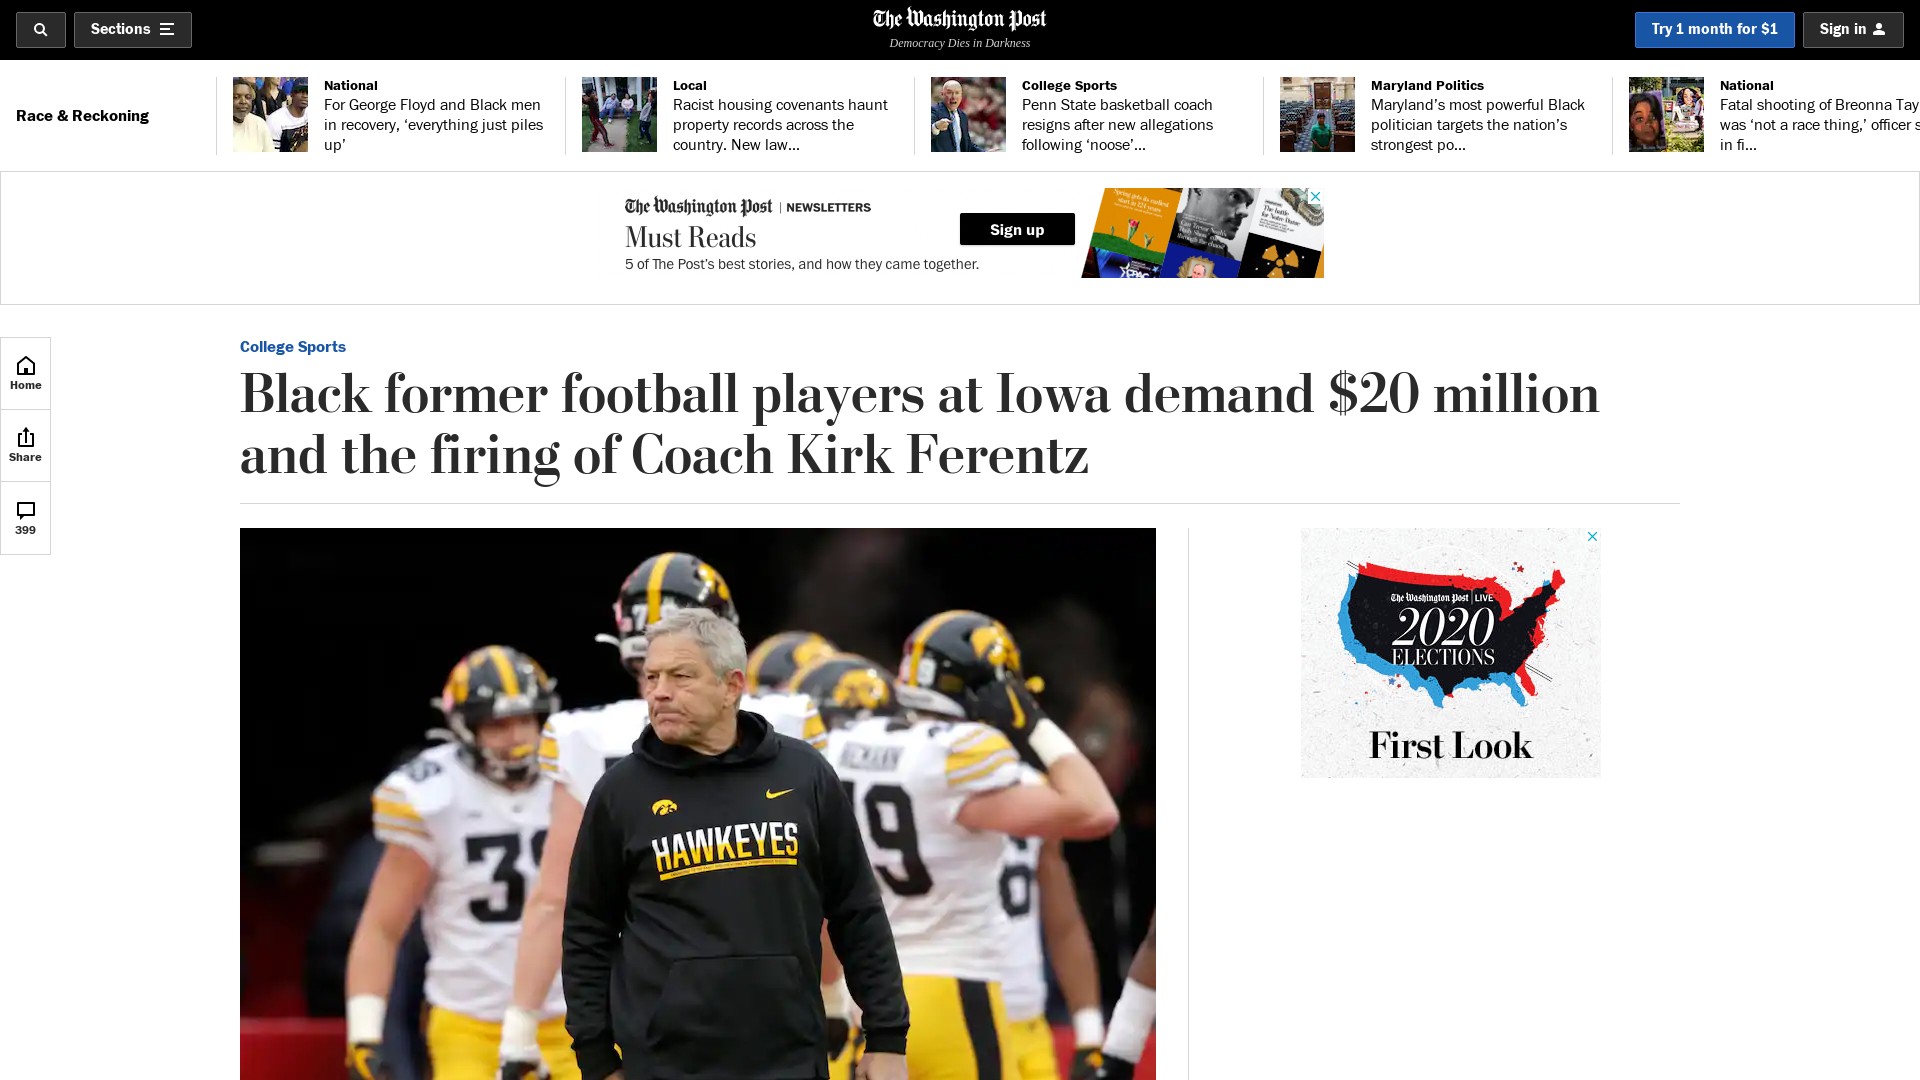 Sections
The Washington Post
Democracy Dies in Darkness
Try 1 month for $1
Sign in
Race & Reckoning
National
For George Floyd and Black men
in recovery, ‘everything just piles
up’
Local
Racist housing covenants haunt
property records across the
country. New law...
College Sports
Penn State basketball coach
resigns after new allegations
following ‘noose’...
Maryland Politics
Maryland’s most powerful Black
politician targets the nation’s
strongest po...
National
Fatal shooting of Breonna Tay
was ‘not a race thing,’ officer s
in fi...
The Washington Post | NEWSLETTERS
Must Reads
5 of The Post’s best stories, and how they came together.
Sign up
Home
Share
399
College Sports
Black former football players at Iowa demand $20 million
and the firing of Coach Kirk Ferentz
HAWKEYES
The Washington Post LIVE
2020
ELECTIONS
First Look